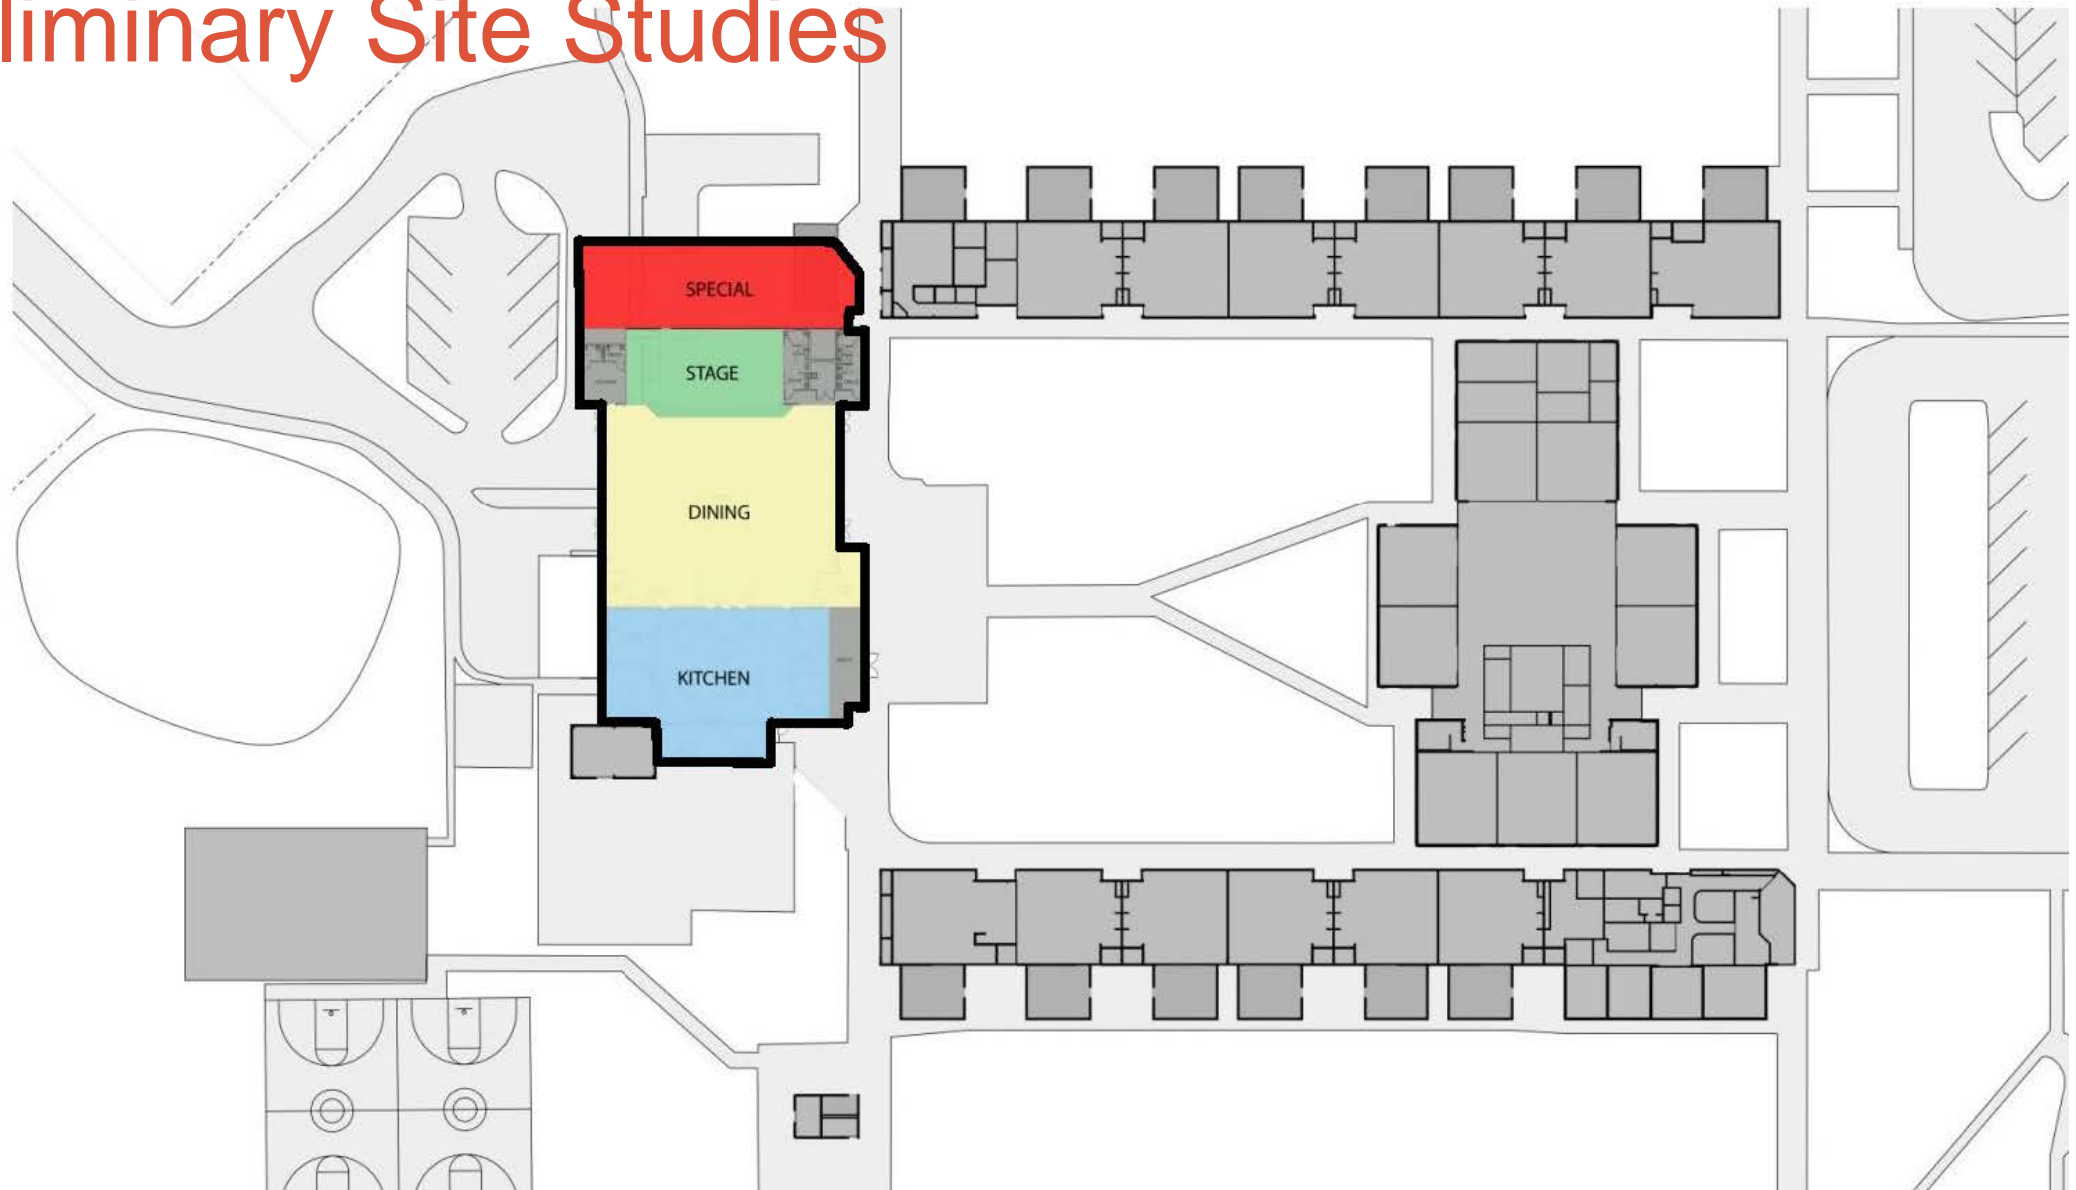 liminary Site Studies
SPECIAL
STAGE
DINING
KITCHEN